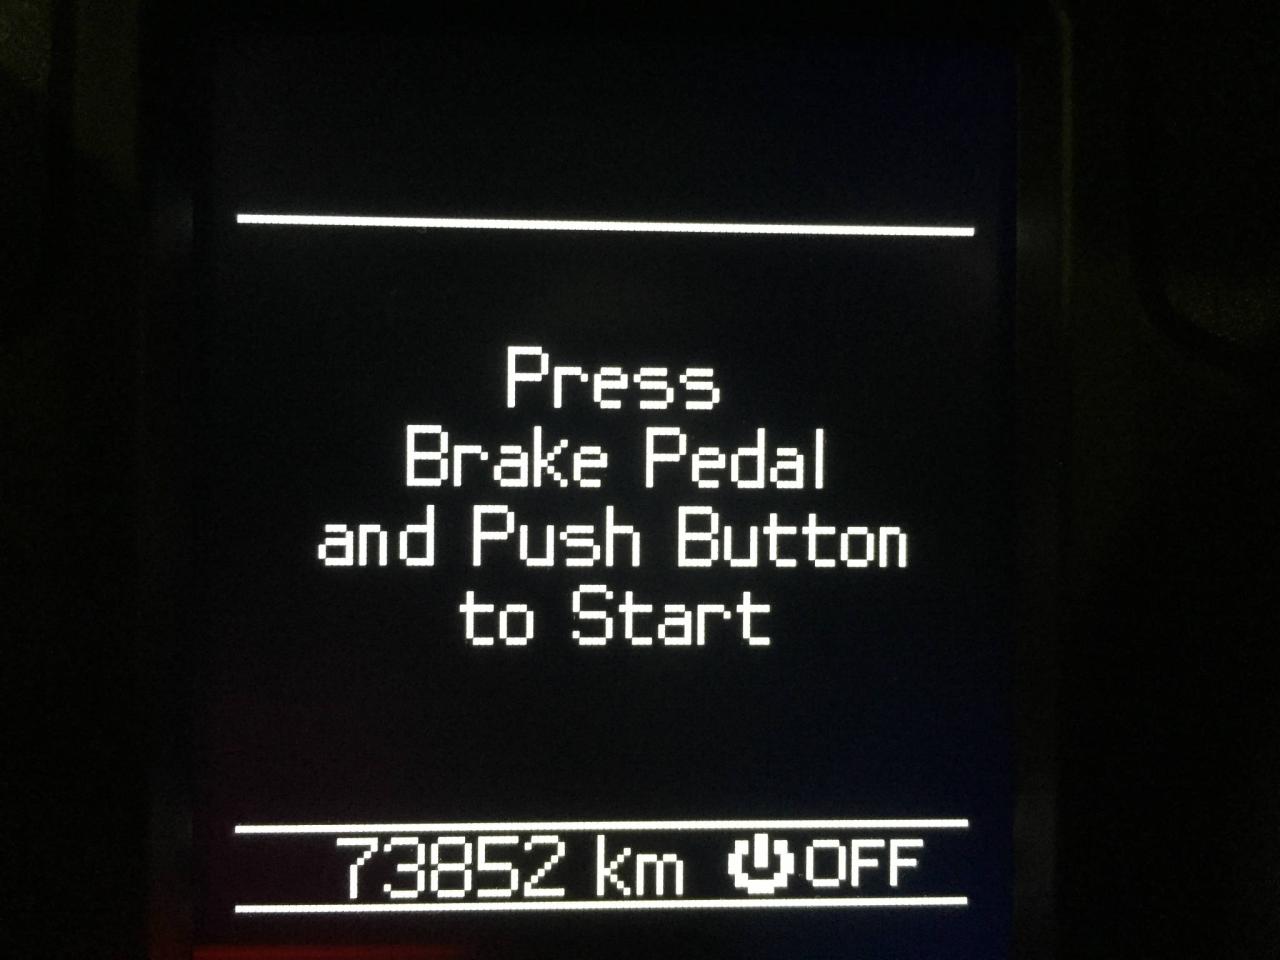 Press
Brake Pedal
and Push Button
to Start
73852 km OFF